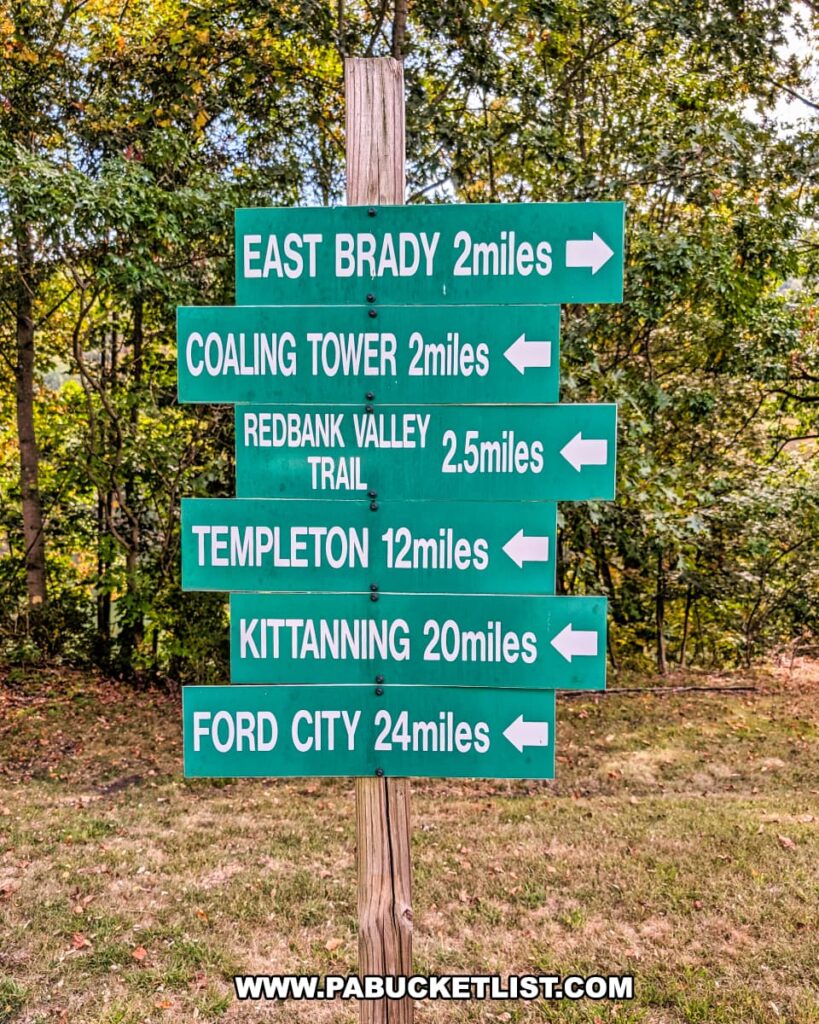 EAST BRADY 2miles
COALING TOWER 2miles
REDBANK VALLEY
TRAIL 2.5miles
TEMPLETON 12miles
KITTANNING 20miles
FORD CITY 24miles
WWW.PABUCKETLIST.COM